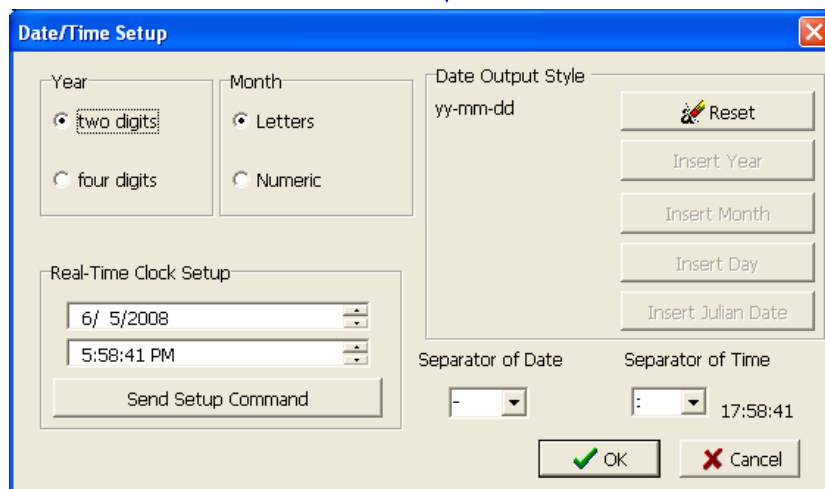 Date/Time Setup
Year
two digits
four digits
Month
Letters
Numeric
Date Output Style
yy-mm-dd
Reset
Insert Year
Insert Month
Insert Day
Insert Julian Date
Real-Time Clock Setup
6/ 5/2008
5:58:41 PM
Send Setup Command
Separator of Date
-
Separator of Time
:
17:58:41
OK
Cancel